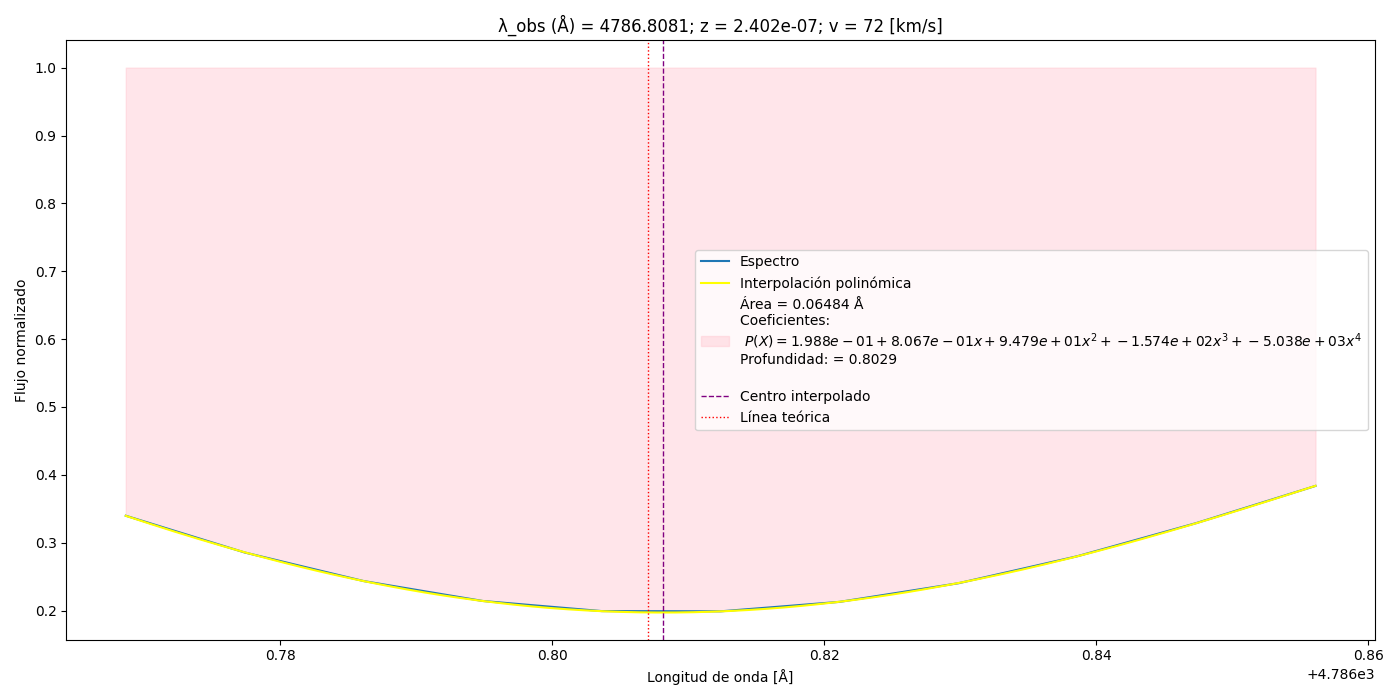 λ_obs (Å) = 4786.8081; z = 2.402e-07; v = 72 [km/s]
Flujo normalizado
1.0
0.9
0.8
0.7
0.6
0.5
0.4
0.3
0.2
Espectro
Interpolación polinómica
Área = 0.06484 Å
Coeficientes:
P(X) = 1.988e − 01 + 8.067e − 01x + 9.479e + 01x² + −1.574e + 02x³ + −5.038e + 03x⁴
Profundidad: = 0.8029
Centro interpolado
Línea teórica
0.78 0.80 0.82 0.84 0.86
+4.786e3
Longitud de onda [Å]